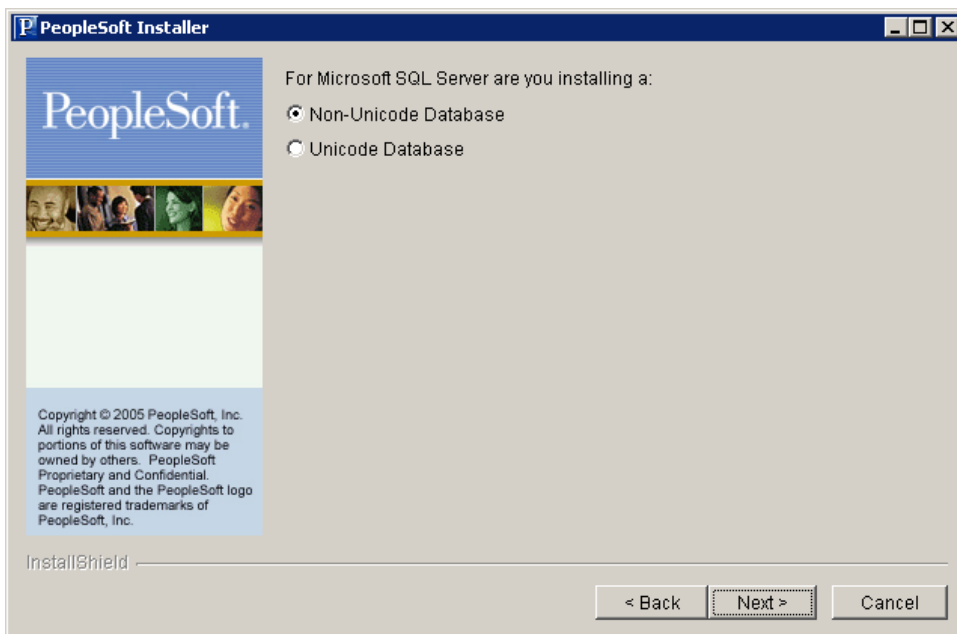 PeopleSoft Installer
PeopleSoft.
For Microsoft SQL Server are you installing a:
Non-Unicode Database
Unicode Database
Copyright © 2005 PeopleSoft, Inc.
All rights reserved. Copyrights to
portions of this software may be
owned by others. PeopleSoft
Proprietary and Confidential.
PeopleSoft and the PeopleSoft logo
are registered trademarks of
PeopleSoft, Inc.
InstallShield
< Back
Next >
Cancel